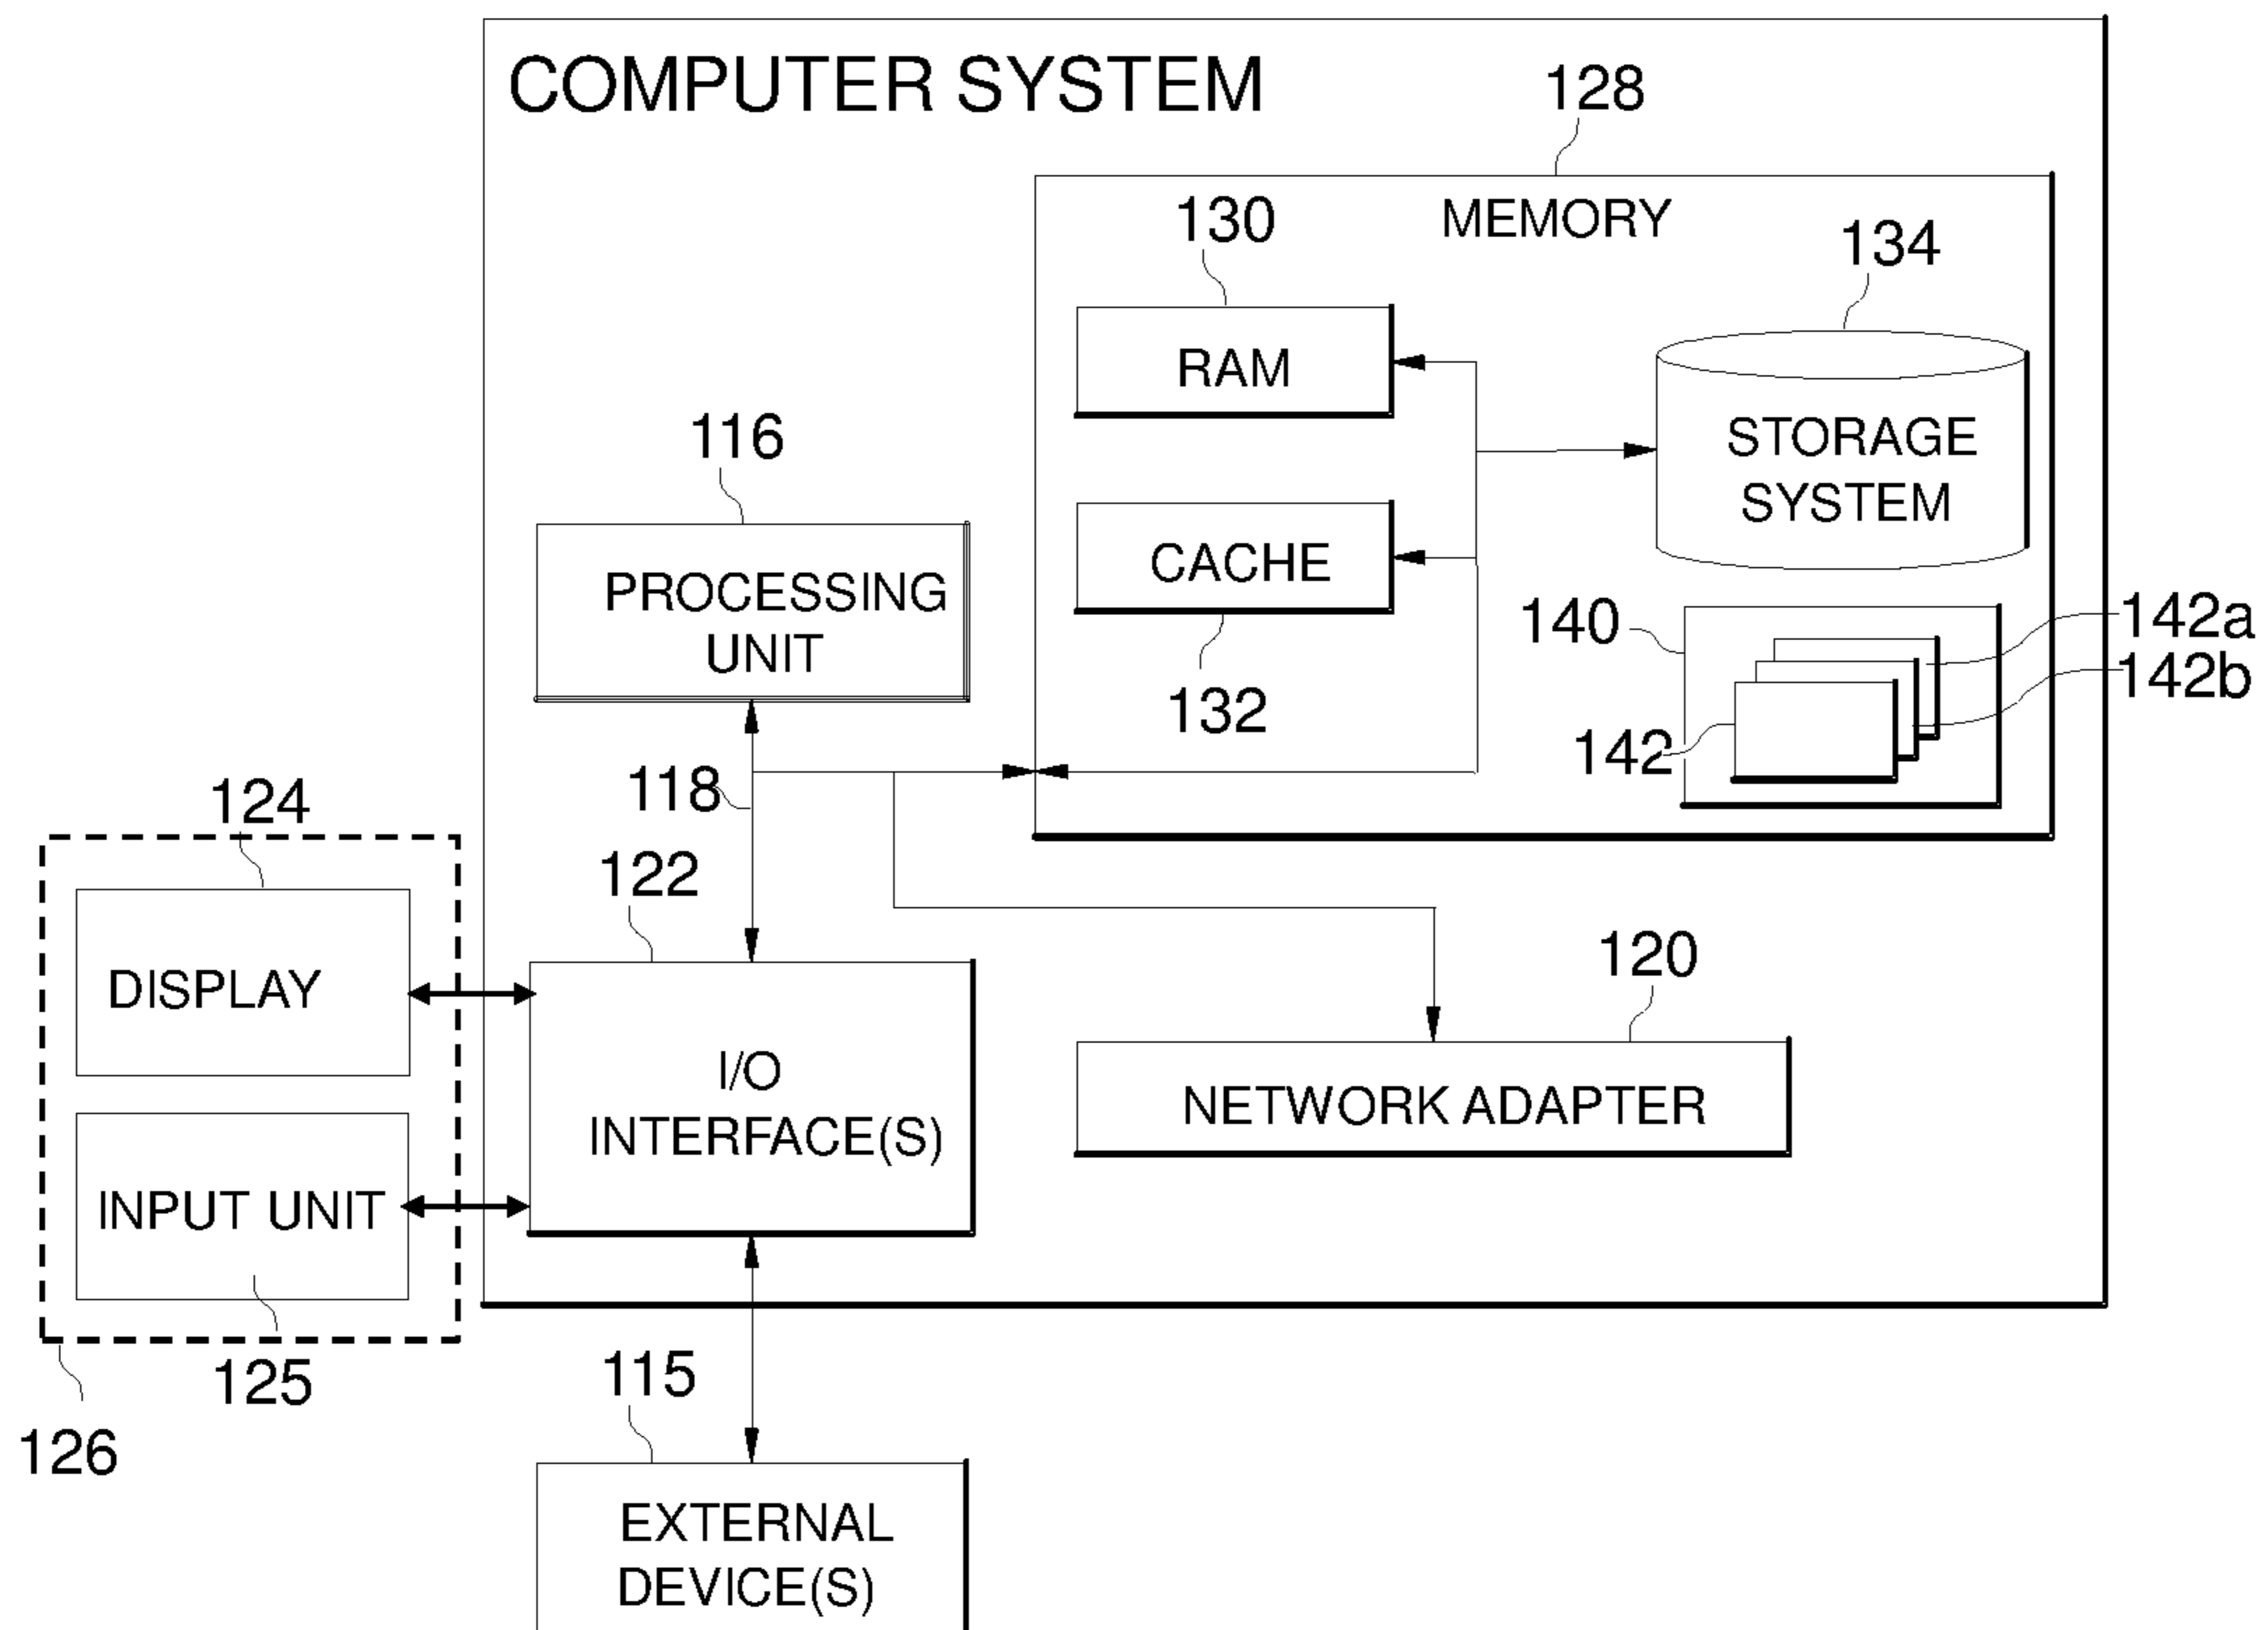 COMPUTER SYSTEM
128
MEMORY
130
134
RAM
STORAGE
SYSTEM
116
PROCESSING
UNIT
CACHE
132
140
142a
142b
142
118
124
122
DISPLAY
120
I/O
INTERFACE(S)
NETWORK ADAPTER
INPUT UNIT
125
126
115
EXTERNAL
DEVICE(S)